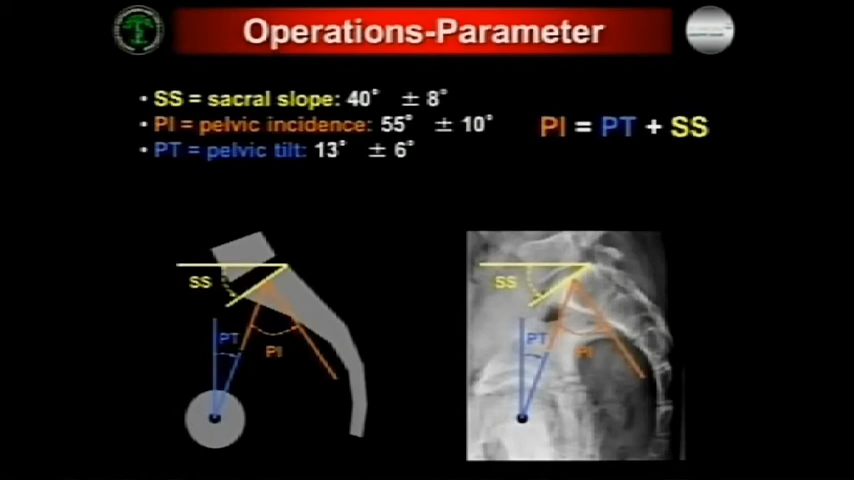 Operations-Parameter
• SS = sacral slope: 40° ± 8°
• PI = pelvic incidence: 55° ± 10°
• PT = pelvic tilt: 13° ± 6°
PI = PT + SS
SS
PT
PI
SS
PT
PI